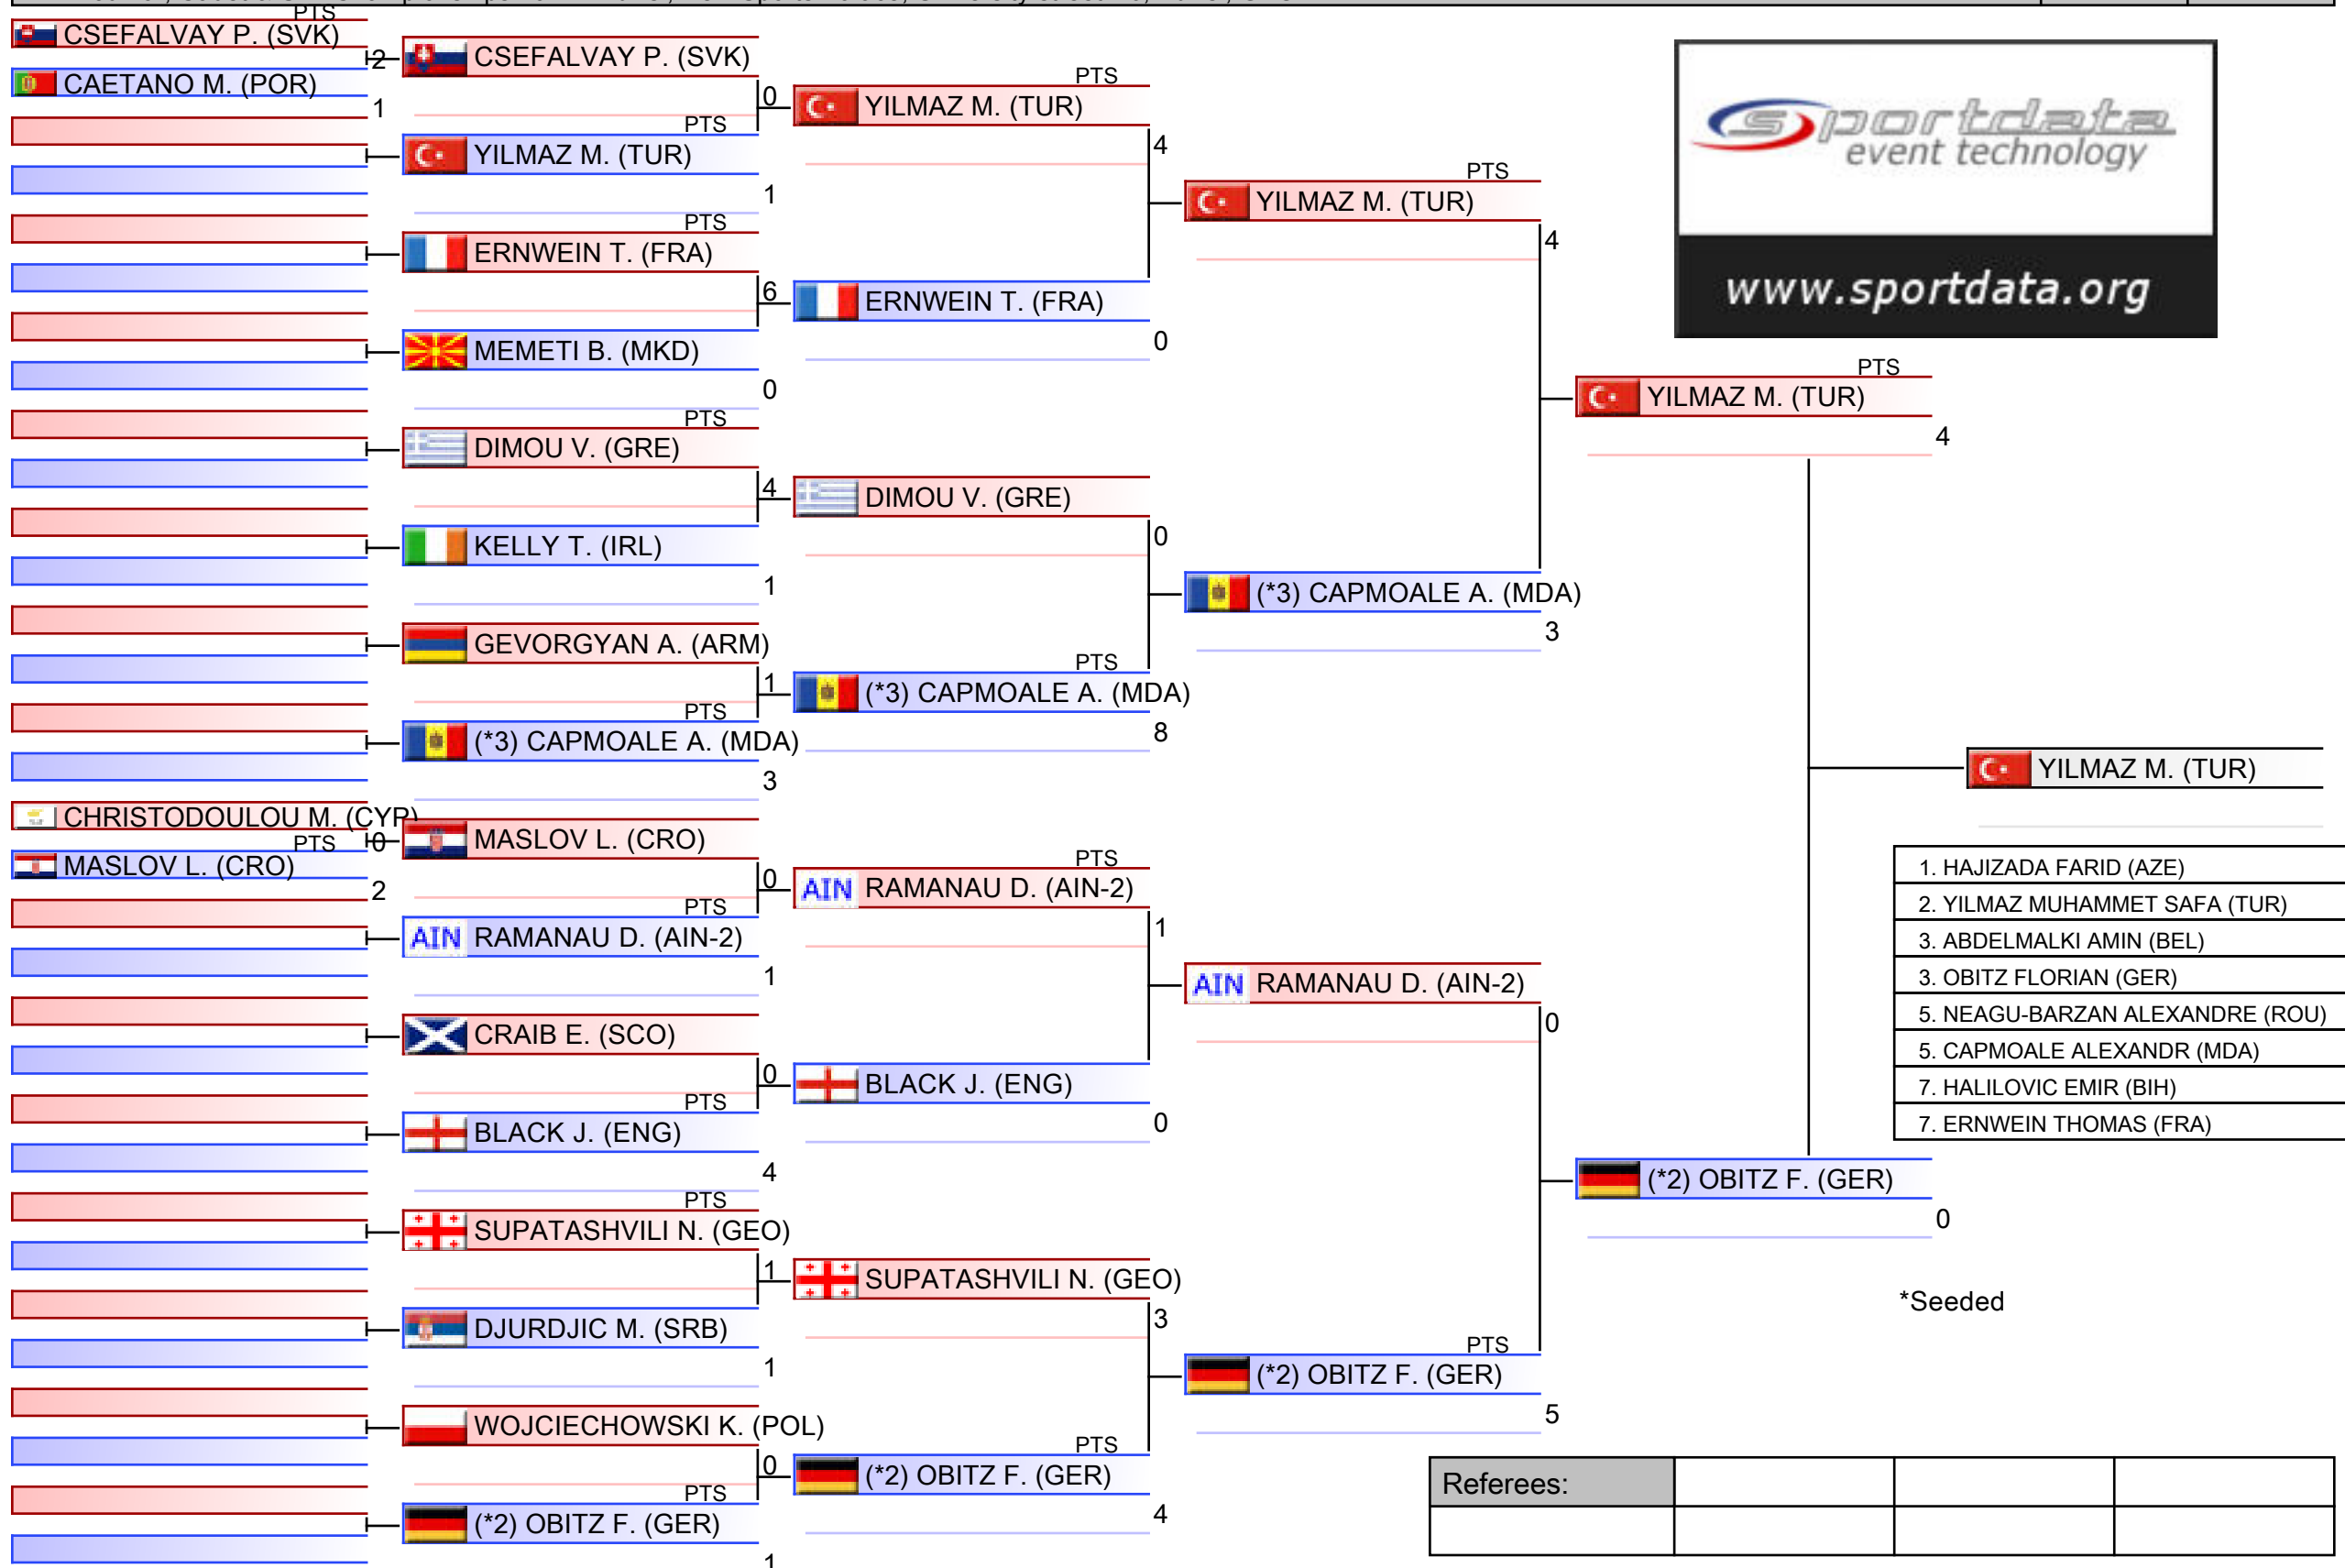 PTS
CSEFALVAY P. (SVK)
2
CAETANO M. (POR)
1
CHRISTODOULOU M. (CYP)
PTS
0
MASLOV L. (CRO)
2
CSEFALVAY P. (SVK)
0
PTS
YILMAZ M. (TUR)
1
PTS
ERNWEIN T. (FRA)
6
MEMETI B. (MKD)
0
PTS
DIMOU V. (GRE)
4
KELLY T. (IRL)
1
GEVORGYAN A. (ARM)
1
PTS
(*3) CAPMOALE A. (MDA)
3
MASLOV L. (CRO)
0
PTS
AIN RAMANAU D. (AIN-2)
1
CRAIB E. (SCO)
0
PTS
BLACK J. (ENG)
4
PTS
SUPATASHVILI N. (GEO)
1
DJURDJIC M. (SRB)
1
WOJCIECHOWSKI K. (POL)
0
PTS
(*2) OBITZ F. (GER)
1
PTS
YILMAZ M. (TUR)
4
ERNWEIN T. (FRA)
0
DIMOU V. (GRE)
0
PTS
(*3) CAPMOALE A. (MDA)
8
PTS
AIN RAMANAU D. (AIN-2)
1
BLACK J. (ENG)
0
SUPATASHVILI N. (GEO)
3
PTS
(*2) OBITZ F. (GER)
4
PTS
YILMAZ M. (TUR)
4
(*3) CAPMOALE A. (MDA)
3
AIN RAMANAU D. (AIN-2)
0
PTS
(*2) OBITZ F. (GER)
5
sportdata
event technology
www.sportdata.org
PTS
YILMAZ M. (TUR)
4
(*2) OBITZ F. (GER)
0
YILMAZ M. (TUR)
1. HAJIZADA FARID (AZE)
2. YILMAZ MUHAMMET SAFA (TUR)
3. ABDELMALKI AMIN (BEL)
3. OBITZ FLORIAN (GER)
5. NEAGU-BARZAN ALEXANDRE (ROU)
5. CAPMOALE ALEXANDR (MDA)
7. HALILOVIC EMIR (BIH)
7. ERNWEIN THOMAS (FRA)
*Seeded
Referees: